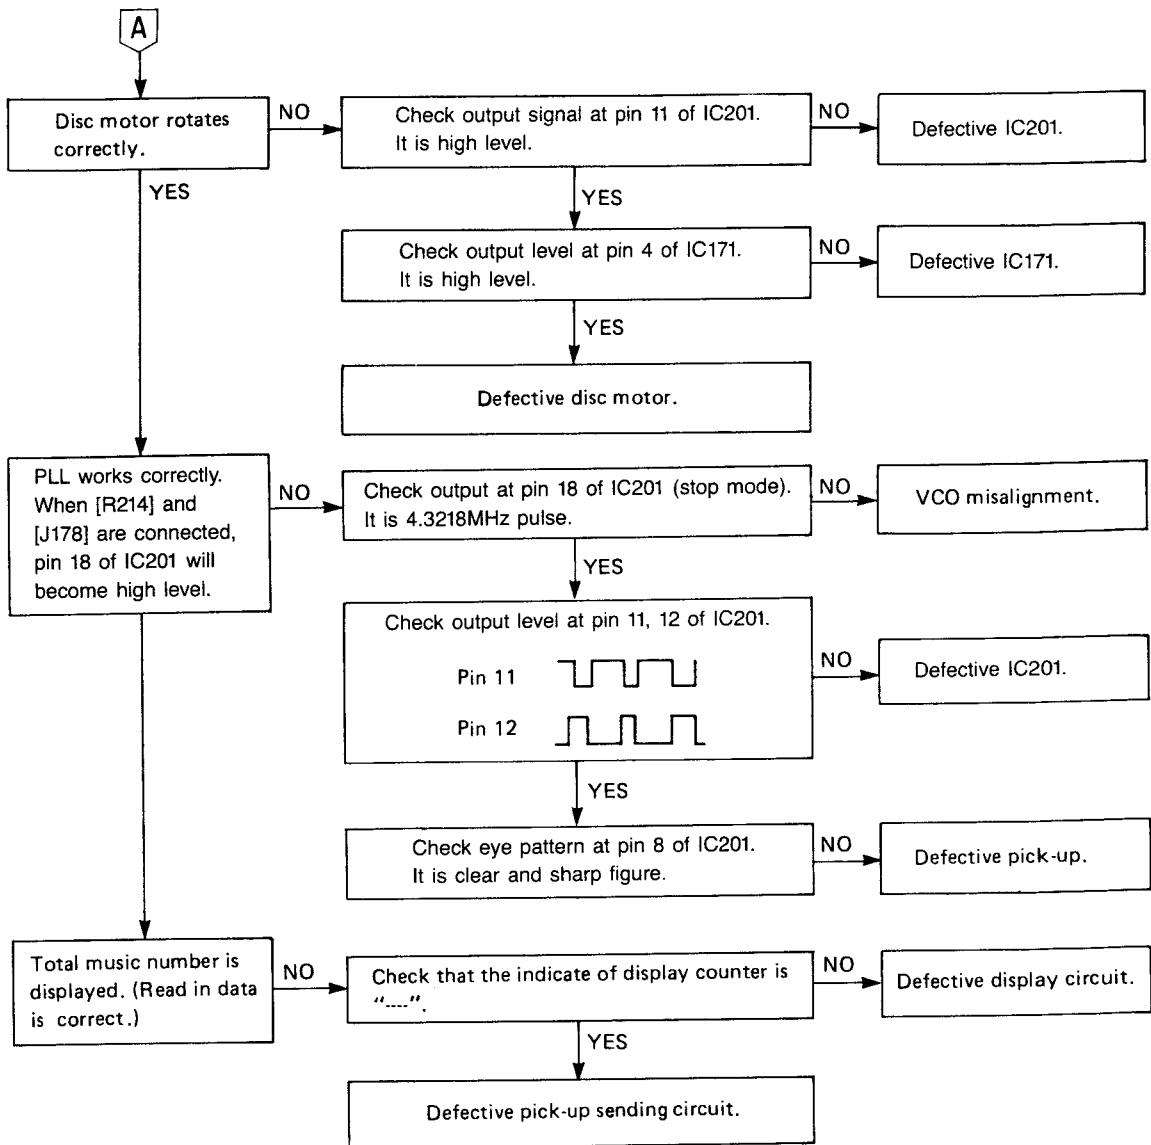 A
Disc motor rotates
correctly.
NO
Check output signal at pin 11 of IC201.
It is high level.
NO
Defective IC201.
YES
YES
Check output level at pin 4 of IC171.
It is high level.
NO
Defective IC171.
YES
Defective disc motor.
PLL works correctly.
When [R214] and
[J178] are connected,
pin 18 of IC201 will
become high level.
NO
Check output at pin 18 of IC201 (stop mode).
It is 4.3218MHz pulse.
NO
VCO misalignment.
YES
Check output level at pin 11, 12 of IC201.
Pin 11
Pin 12
NO
Defective IC201.
YES
Check eye pattern at pin 8 of IC201.
It is clear and sharp figure.
NO
Defective pick-up.
Total music number is
displayed. (Read in data
is correct.)
NO
Check that the indicate of display counter is
"----".
NO
Defective display circuit.
YES
Defective pick-up sending circuit.